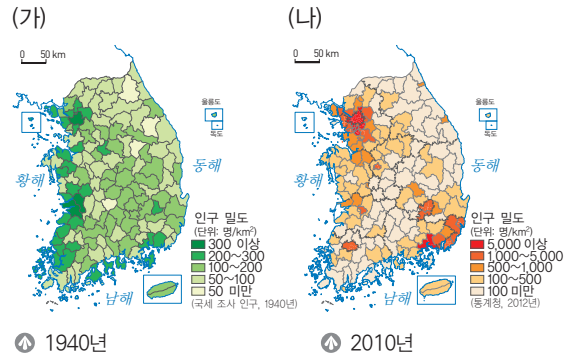 (가)
0 50 km
울릉도
독도
동해
황해
남해
인구 밀도
(단위: 명/km²)
300 이상
200~300
100~200
50~100
50 미만
(국세 조사 인구, 1940년)
1940년
(나)
0 50 km
울릉도
독도
동해
황해
남해
인구 밀도
(단위: 명/km²)
5,000 이상
1,000~5,000
500~1,000
100~500
100 미만
(통계청, 2012년)
2010년